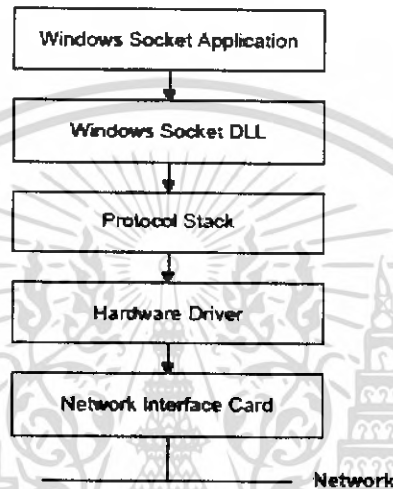 Windows Socket Application
Windows Socket DLL
Protocol Stack
Hardware Driver
Network Interface Card
Network